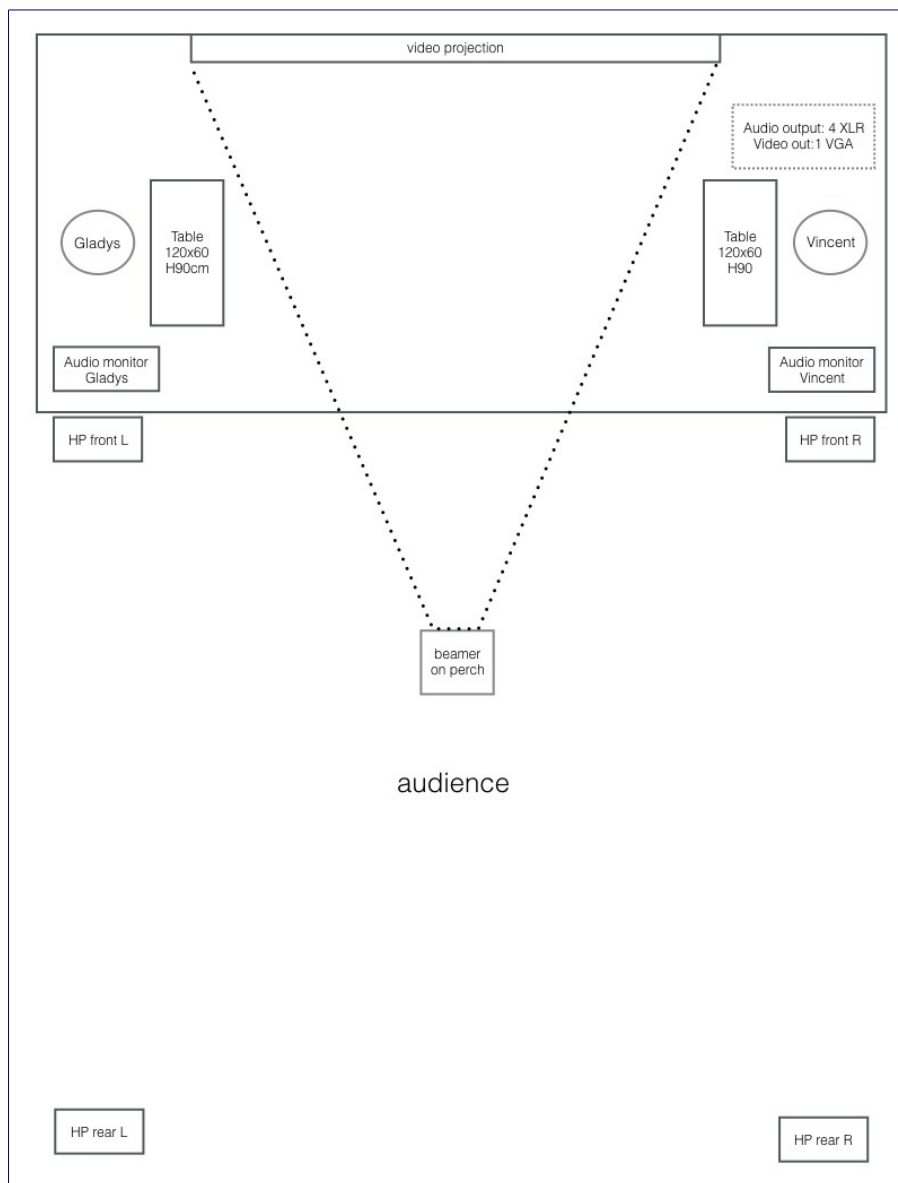 video projection
Audio output: 4 XLR
Video out:1 VGA
Gladys
Table
120x60
H90cm
Table
120x60
H90
Vincent
Audio monitor
Gladys
Audio monitor
Vincent
HP front L
HP front R
beamer
on perch
audience
HP rear L
HP rear R